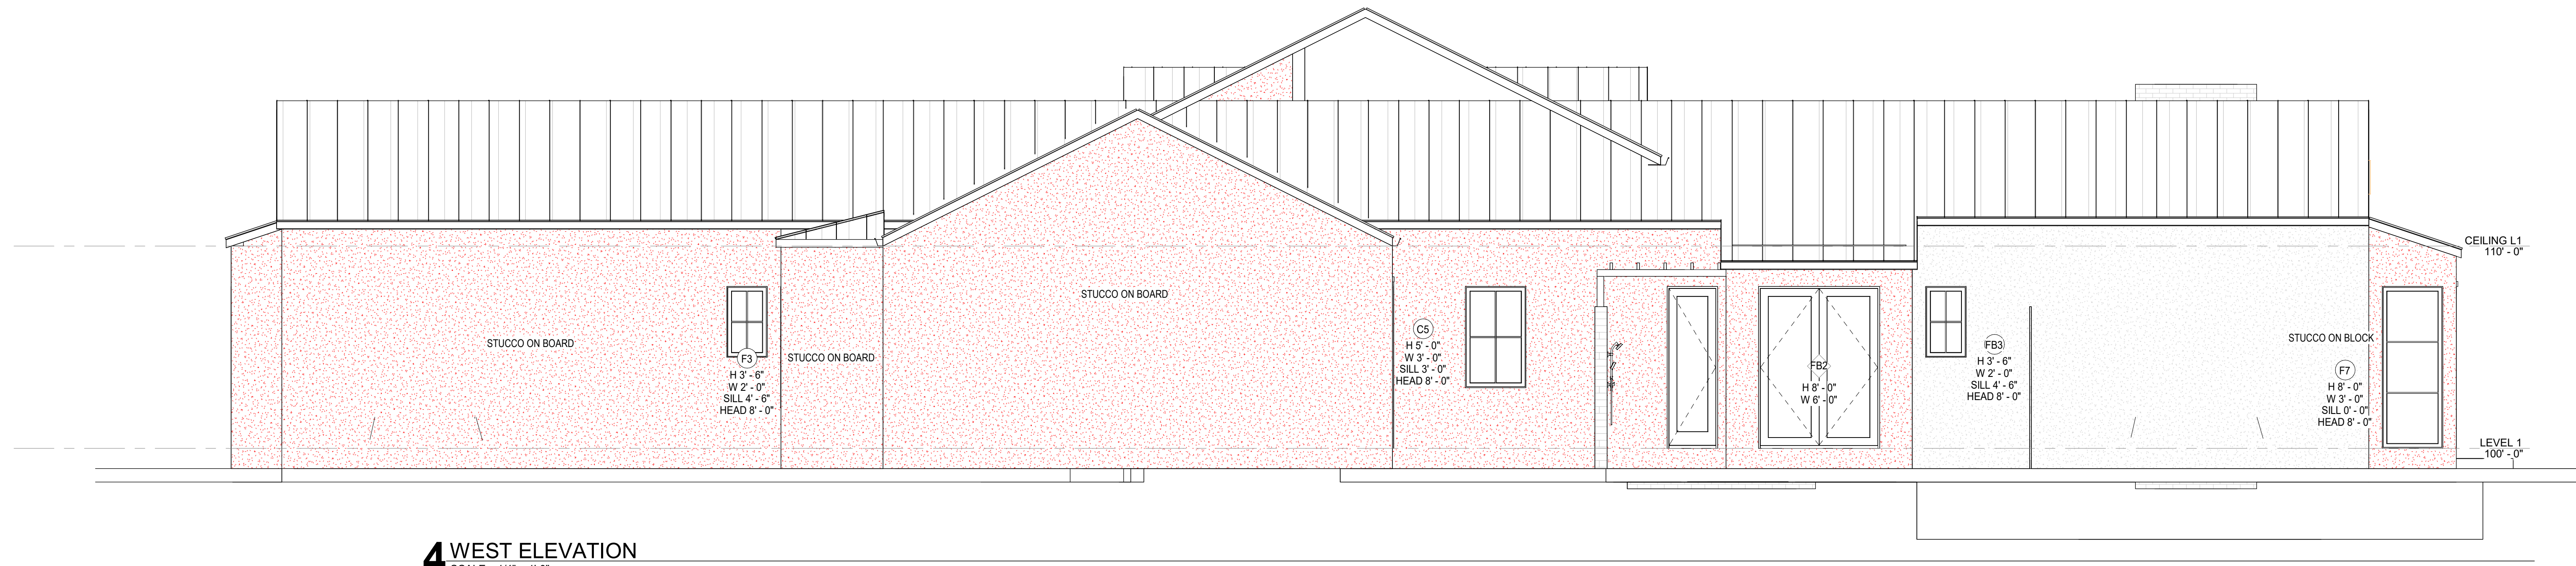 CEILING L1
110' - 0"
STUCCO ON BOARD
STUCCO ON BOARD
STUCCO ON BOARD
F3
H 3' - 6"
W 2' - 0"
SILL 4' - 6"
HEAD 8' - 0"
C5
H 5' - 0"
W 3' - 0"
SILL 3' - 0"
HEAD 8' - 0"
FB2
H 8' - 0"
W 6' - 0"
FB3
H 3' - 6"
W 2' - 0"
SILL 4' - 6"
HEAD 8' - 0"
STUCCO ON BLOCK
F7
H 8' - 0"
W 3' - 0"
SILL 0' - 0"
HEAD 8' - 0"
LEVEL 1
100' - 0"
4 WEST ELEVATION